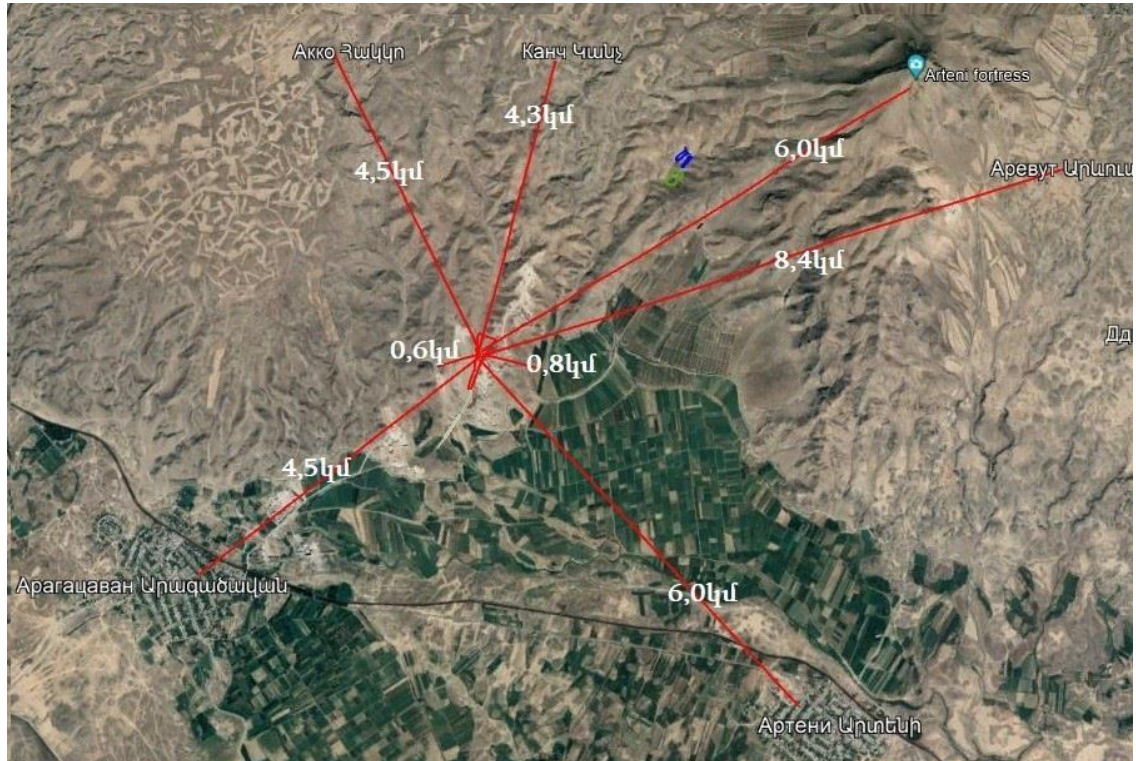 Акко Հակկո
Канч Կանչ
Arteni fortress
4,3կմ
6,0կմ
4,5կմ
Аревут Արևուտ
8,4կմ
0,6կմ
0,8կմ
4,5կմ
Арагацаван Արագածավան
6,0կմ
Артени Արտենի